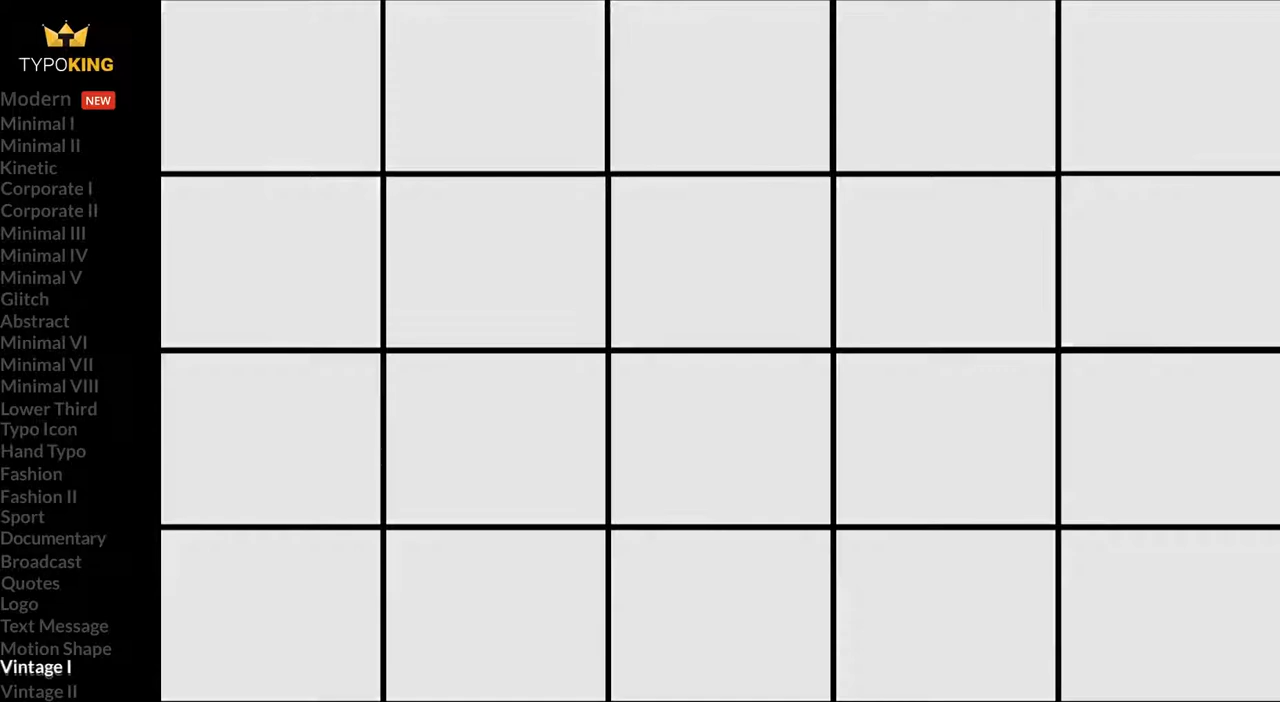 TYPOKING
Modern NEW
Minimal I
Minimal II
Kinetic
Corporate I
Corporate II
Minimal III
Minimal IV
Minimal V
Glitch
Abstract
Minimal VI
Minimal VII
Minimal VIII
Lower Third
Typo Icon
Hand Typo
Fashion
Fashion II
Sport
Documentary
Broadcast
Quotes
Logo
Text Message
Motion Shape
Vintage I
Vintage II